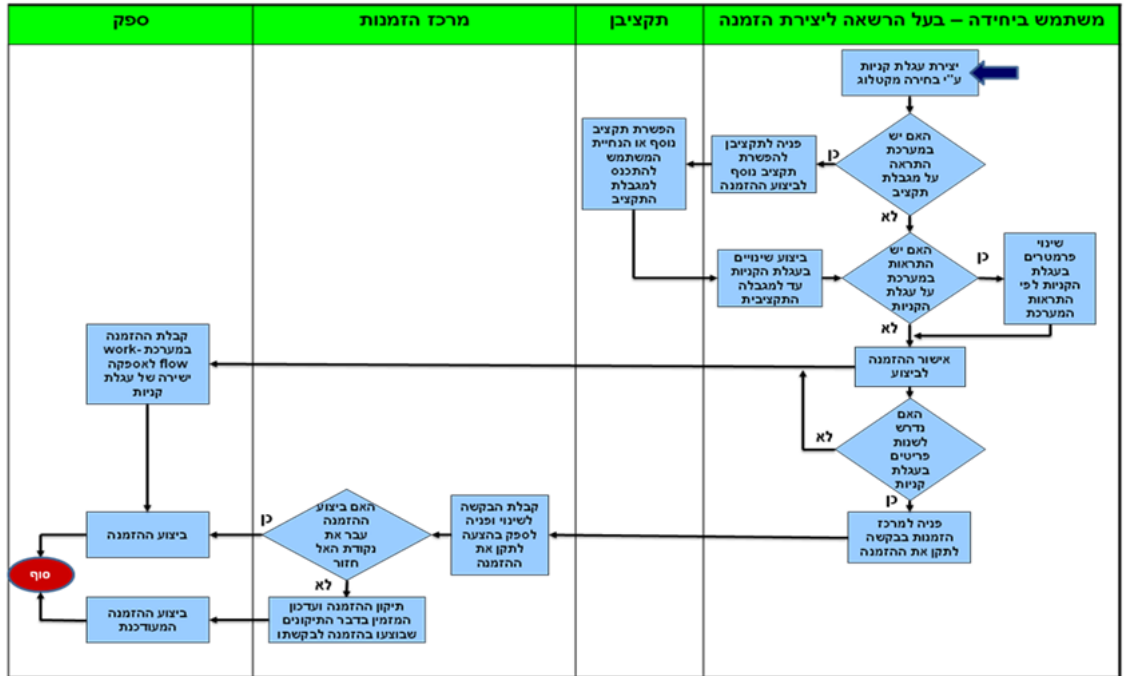 משתמש ביחידה – בעל הרשאה ליצירת הזמנה
תקציבן
מרכז הזמנות
ספק
יצירת עגלת קניות
ע"י בחירה מקטלוג
האם יש
במערכת
התראה
על מגבלת
תקציב
כן
פניה לתקציבן
להפשרת
תקציב נוסף
לביצוע ההזמנה
הפשרת תקציב
נוסף או הנחיית
המשתמש
להתכנס
למגבלת
התקציב
לא
האם יש
התראות
במערכת
על עגלת
הקניות
כן
שינוי
פרמטרים
בעגלת
הקניות לפי
התראות
המערכת
ביצוע שינויים
בעגלת הקניות
עד למגבלה
התקציבית
לא
אישור ההזמנה
לביצוע
קבלת ההזמנה
במערכת work-
flow לאספקה
ישירה של עגלת
קניות
האם
נדרש
לשנות
פריטים
בעגלת
קניות
לא
כן
פניה למרכז
הזמנות בבקשה
לתקן את ההזמנה
קבלת הבקשה
לשינוי ופניה
לספק בהצעה
לתקן את
ההזמנה
האם ביצוע
ההזמנה
עבר את
נקודת האל
חזור
כן
ביצוע ההזמנה
לא
תיקון ההזמנה ועדכון
המזמין בדבר התיקונים
שבוצעו בהזמנה לבקשתו
ביצוע ההזמנה
המעודכנת
סוף